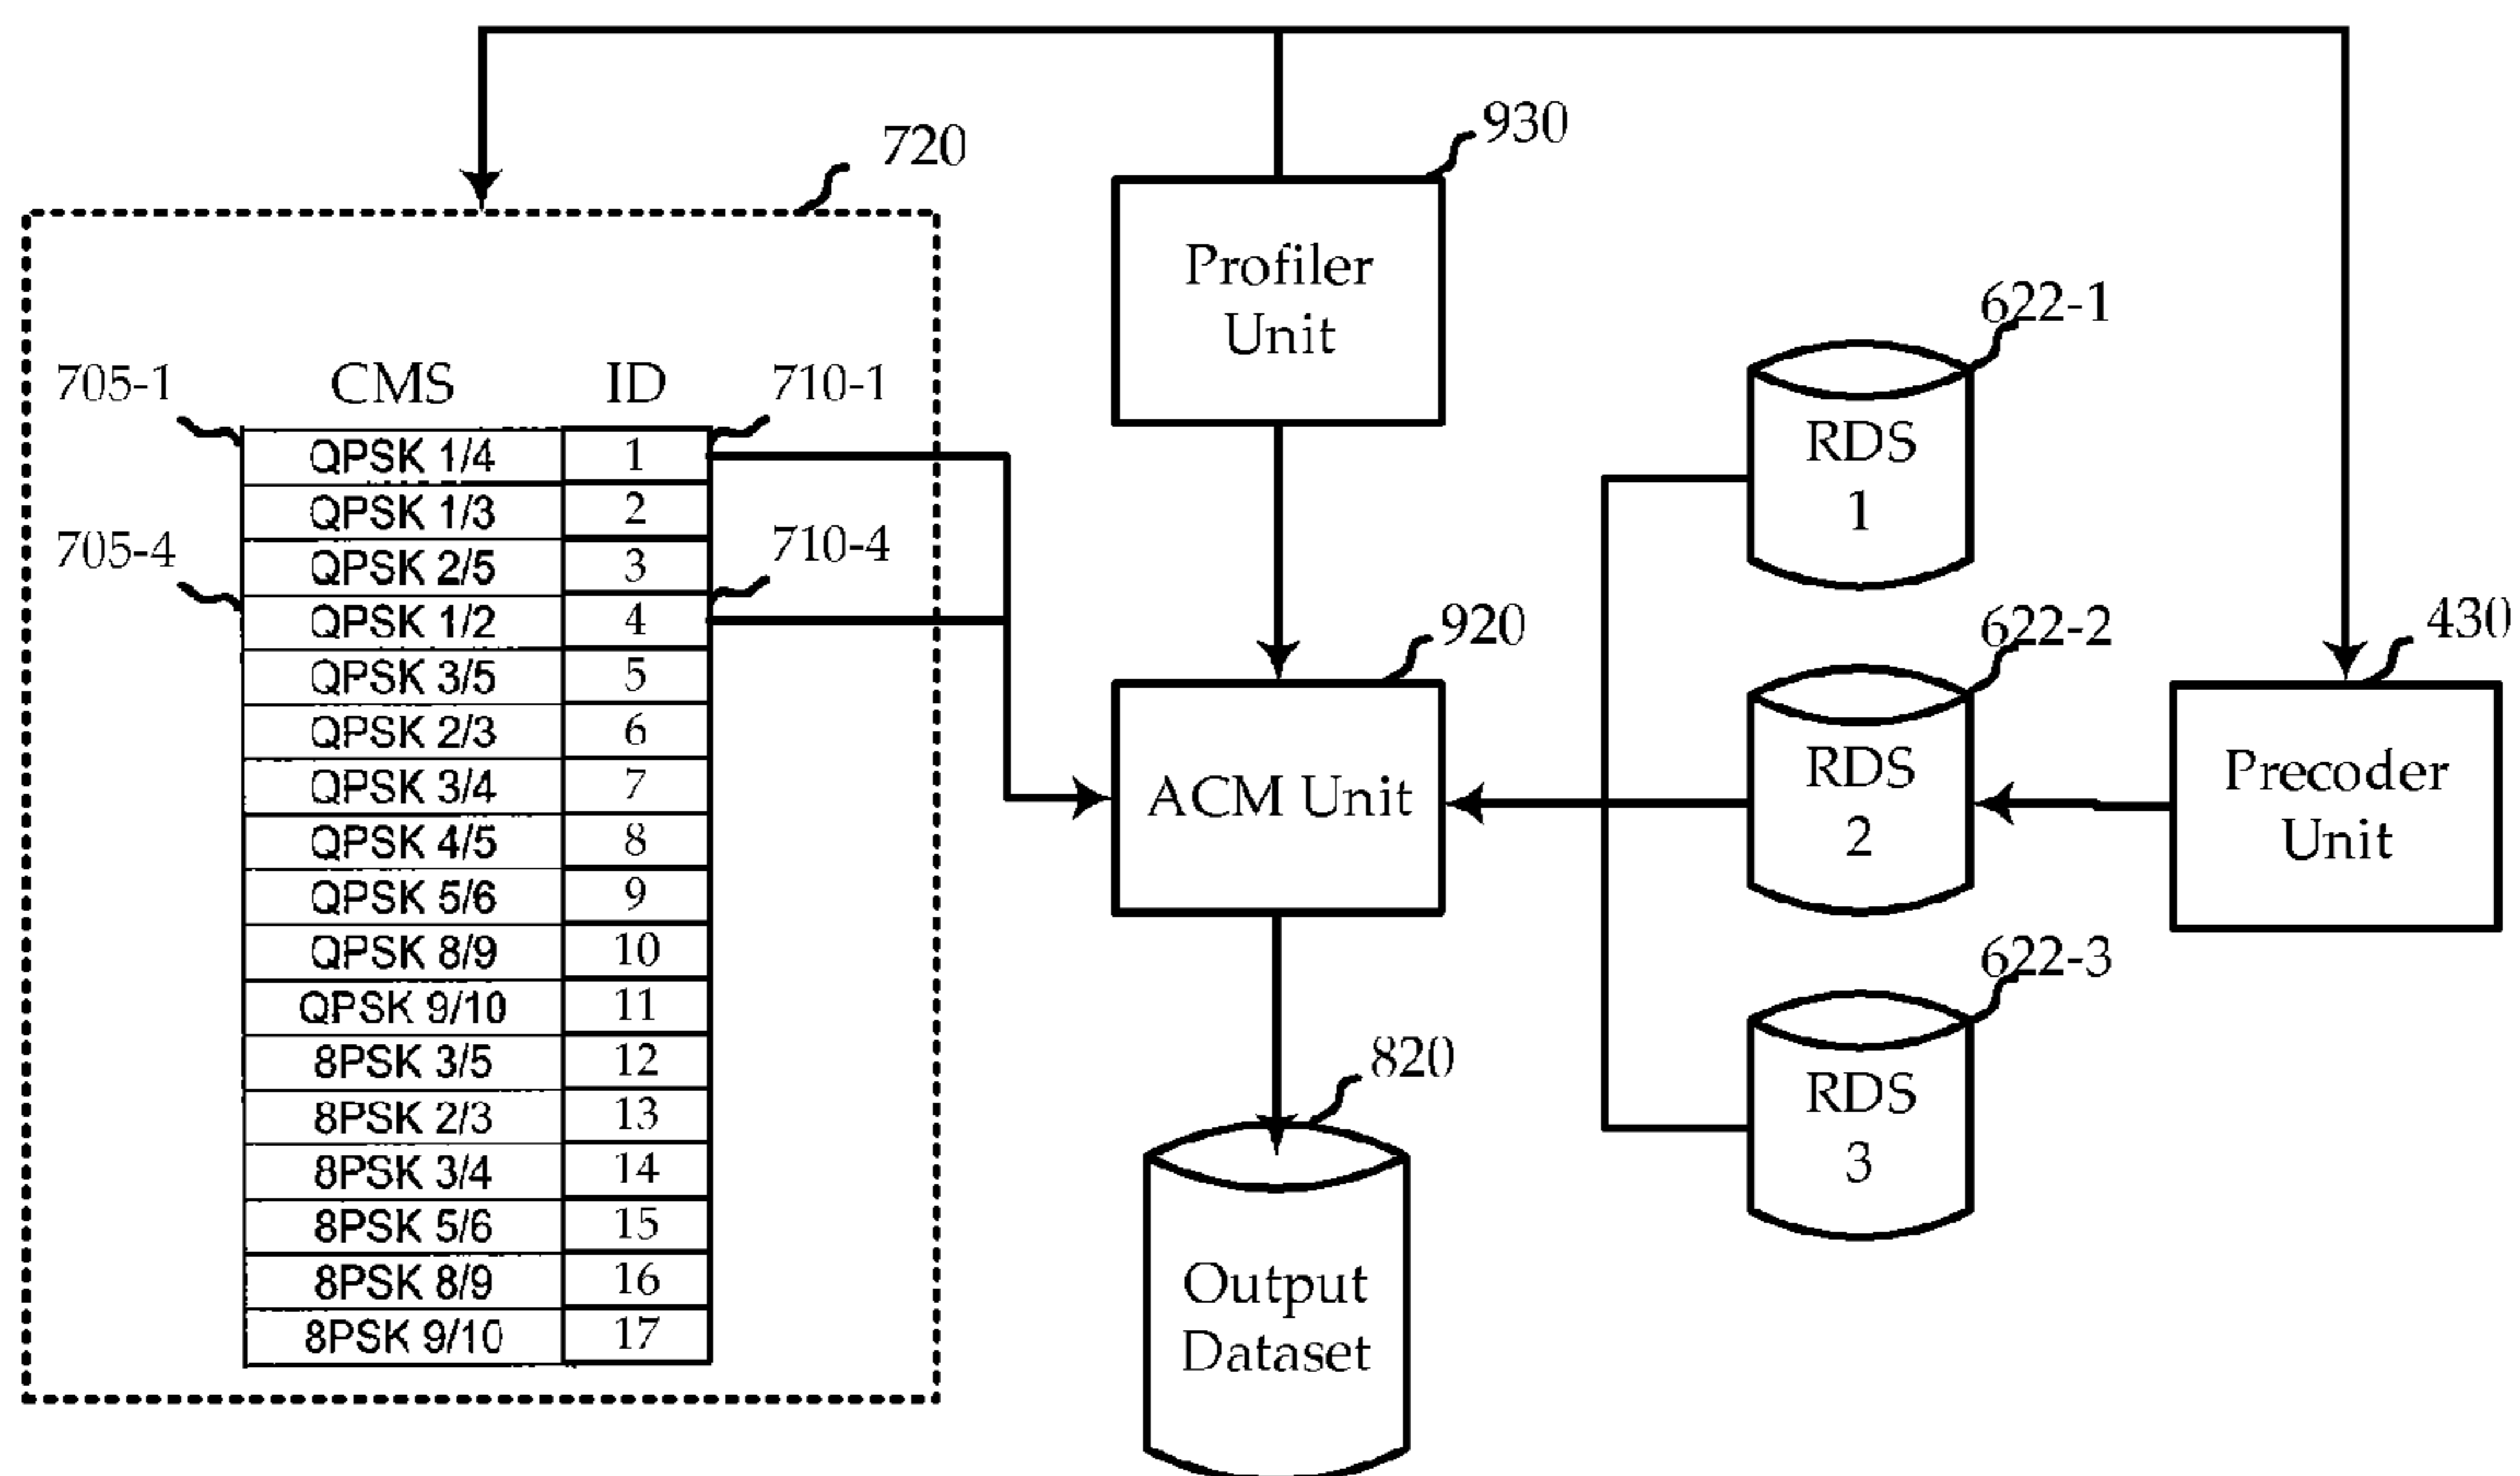 720
930
Profiler
Unit
622-1
705-1
CMS
ID
710-1
QPSK 1/4
1
QPSK 1/3
2
705-4
710-4
QPSK 2/5
3
QPSK 1/2
4
QPSK 3/5
5
QPSK 2/3
6
QPSK 3/4
7
QPSK 4/5
8
QPSK 5/6
9
QPSK 8/9
10
QPSK 9/10
11
8PSK 3/5
12
8PSK 2/3
13
8PSK 3/4
14
8PSK 5/6
15
8PSK 8/9
16
8PSK 9/10
17
RDS
1
920
622-2
430
ACM Unit
RDS
2
Precoder
Unit
622-3
RDS
3
820
Output
Dataset